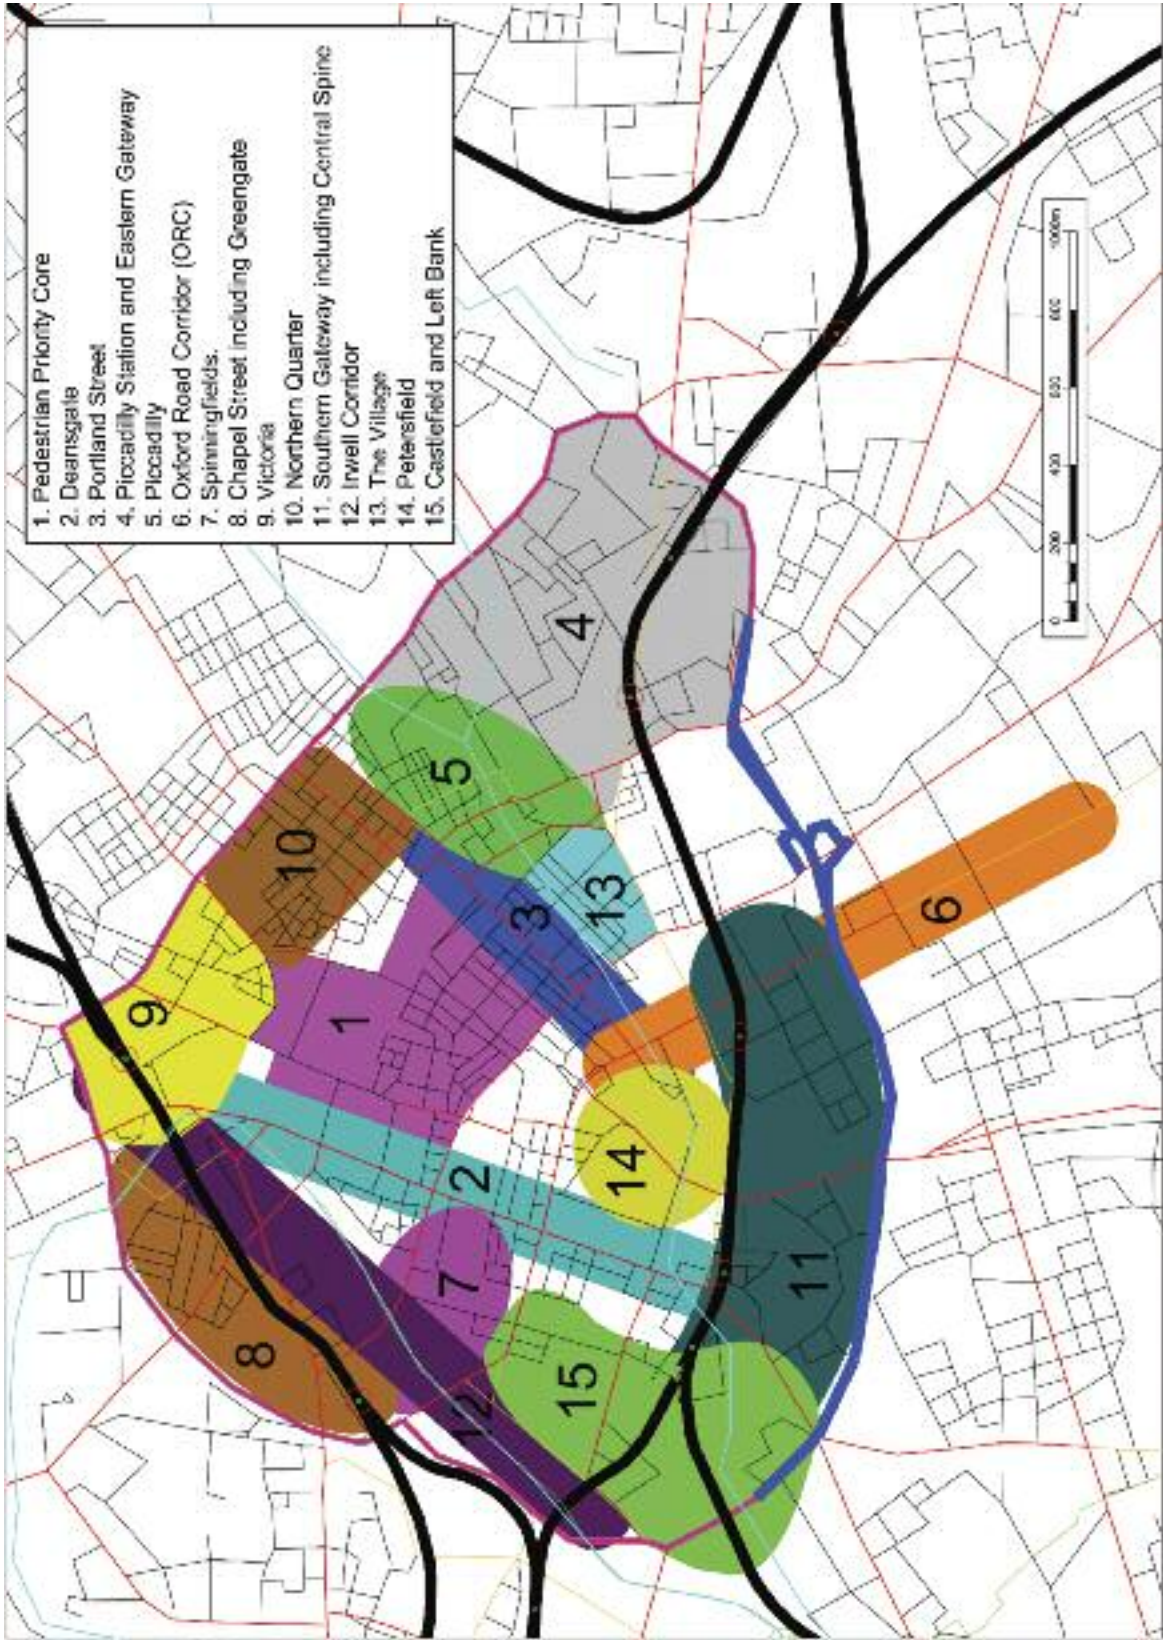 1. Pedestrian Priority Core
2. Deansgate
3. Portland Street
4. Piccadilly Station and Eastern Gateway
5. Piccadilly
6. Oxford Road Corridor (ORC)
7. Spinningfields.
8. Chapel Street including Greengate
9. Victoria
10. Northern Quarter
11. Southern Gateway including Central Spine
12. Irwell Corridor
13. The Village
14. Petersfield
15. Castlefield and Left Bank
8
9
10
12
7
2
1
5
4
15
14
3
13
11
6
0 200 400 600 800 1000m